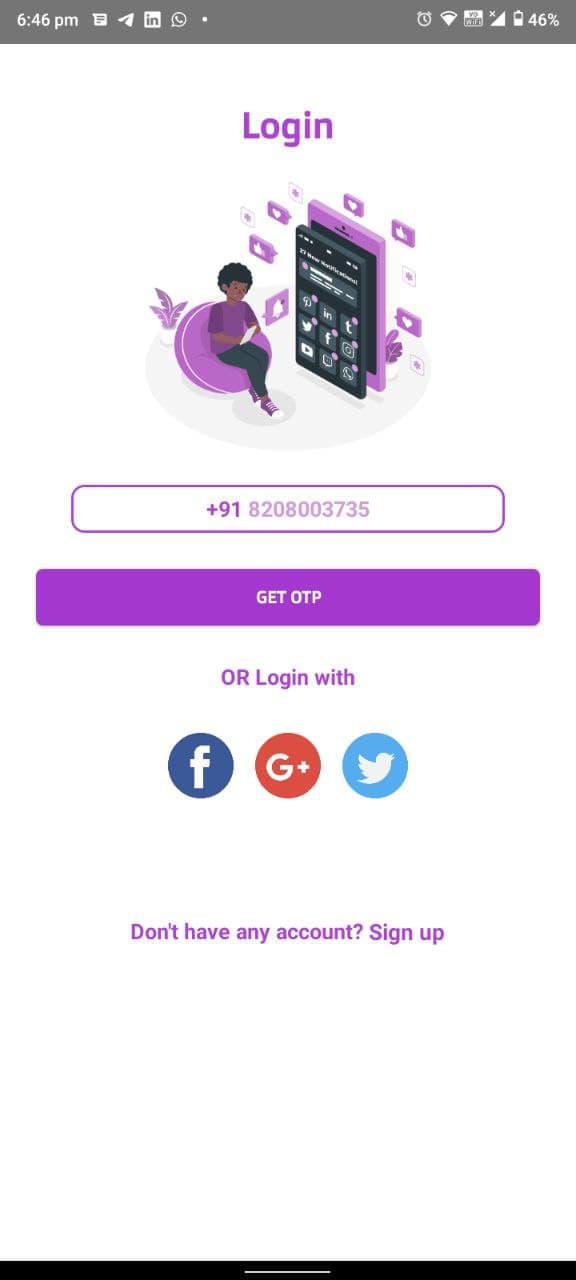 6:46 pm 46%
Login
27 New Notifications!
+91 8208003735
GET OTP
OR Login with
G+
Don't have any account? Sign up